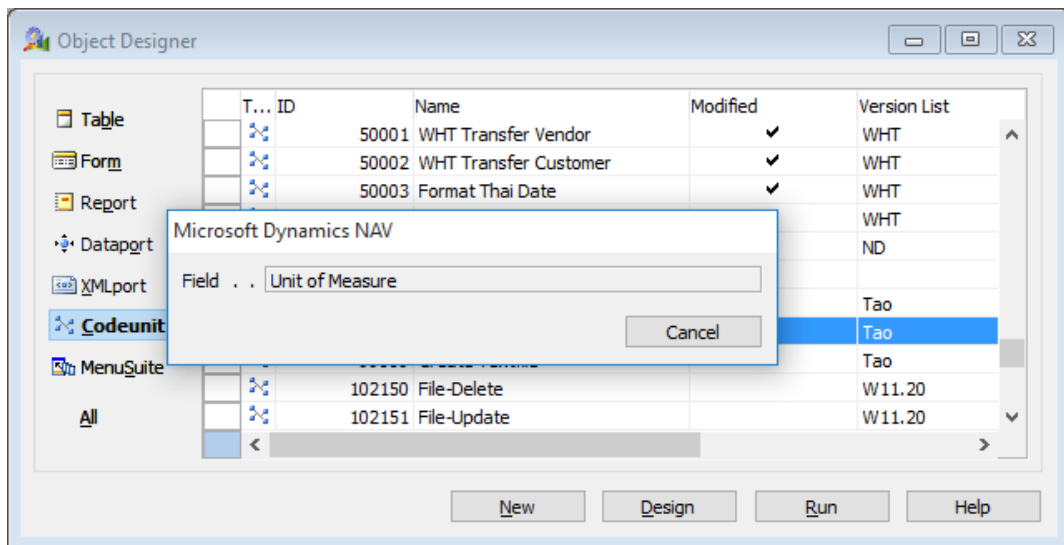 Object Designer
Table
Form
Report
Dataport
XMLport
Codeunit
MenuSuite
All
T... ID Name Modified Version List
50001 WHT Transfer Vendor WHT
50002 WHT Transfer Customer WHT
50003 Format Thai Date WHT
WHT
ND
Tao
Tao
Tao
102150 File-Delete W11.20
102151 File-Update W11.20
Microsoft Dynamics NAV
Field . . Unit of Measure
Cancel
New Design Run Help